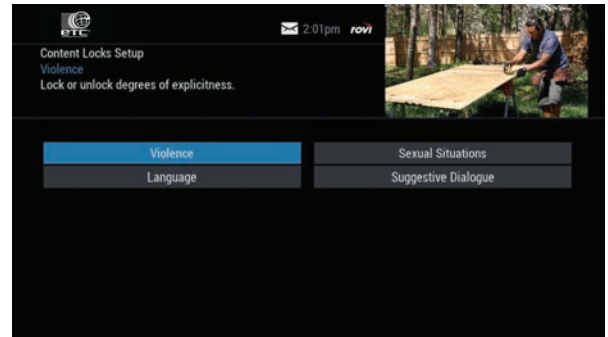 etc
2:01pm rovi
Content Locks Setup
Violence
Lock or unlock degrees of explicitness.
Violence
Sexual Situations
Language
Suggestive Dialogue